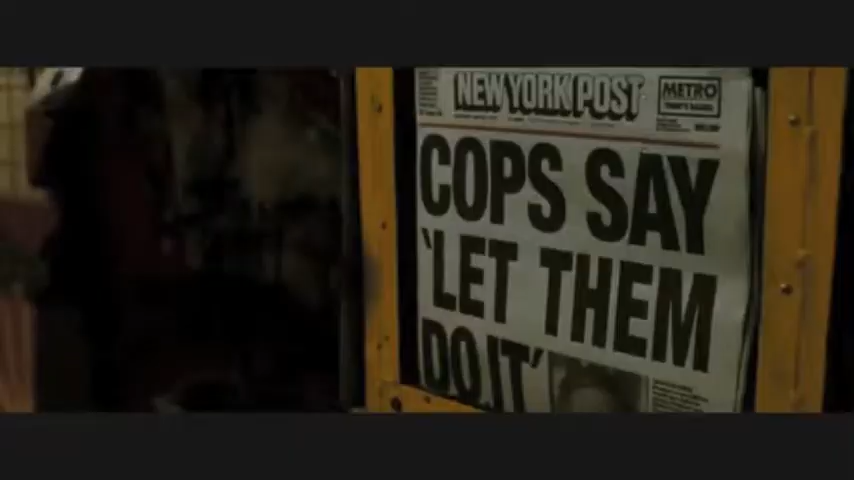 NEW YORK POST
METRO
COPS SAY
'LET THEM
DO IT'